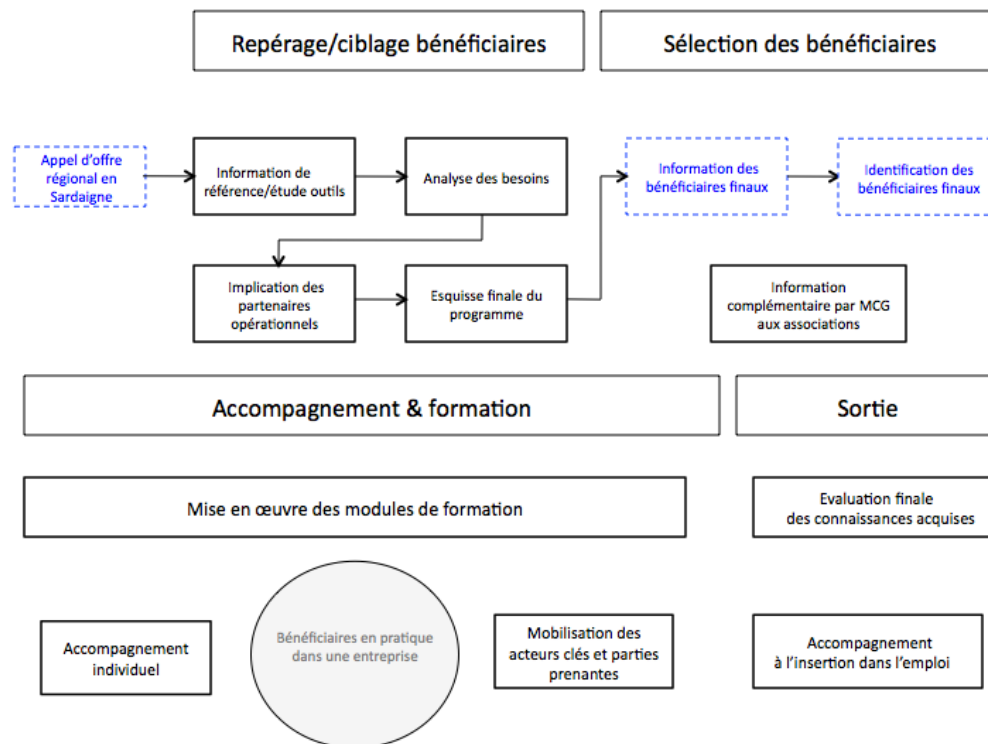 Repérage/ciblage bénéficiaires
Sélection des bénéficiaires
Appel d'offre
régional en
Sardaigne
Information de
référence/étude outils
Analyse des besoins
Information des
bénéficiaires finaux
Identification des
bénéficiaires finaux
Implication des
partenaires
opérationnels
Esquisse finale du
programme
Information
complémentaire par MCG
aux associations
Accompagnement & formation
Sortie
Mise en œuvre des modules de formation
Evaluation finale
des connaissances acquises
Accompagnement
individuel
Bénéficiaires en pratique
dans une entreprise
Mobilisation des
acteurs clés et parties
prenantes
Accompagnement
à l'insertion dans l'emploi